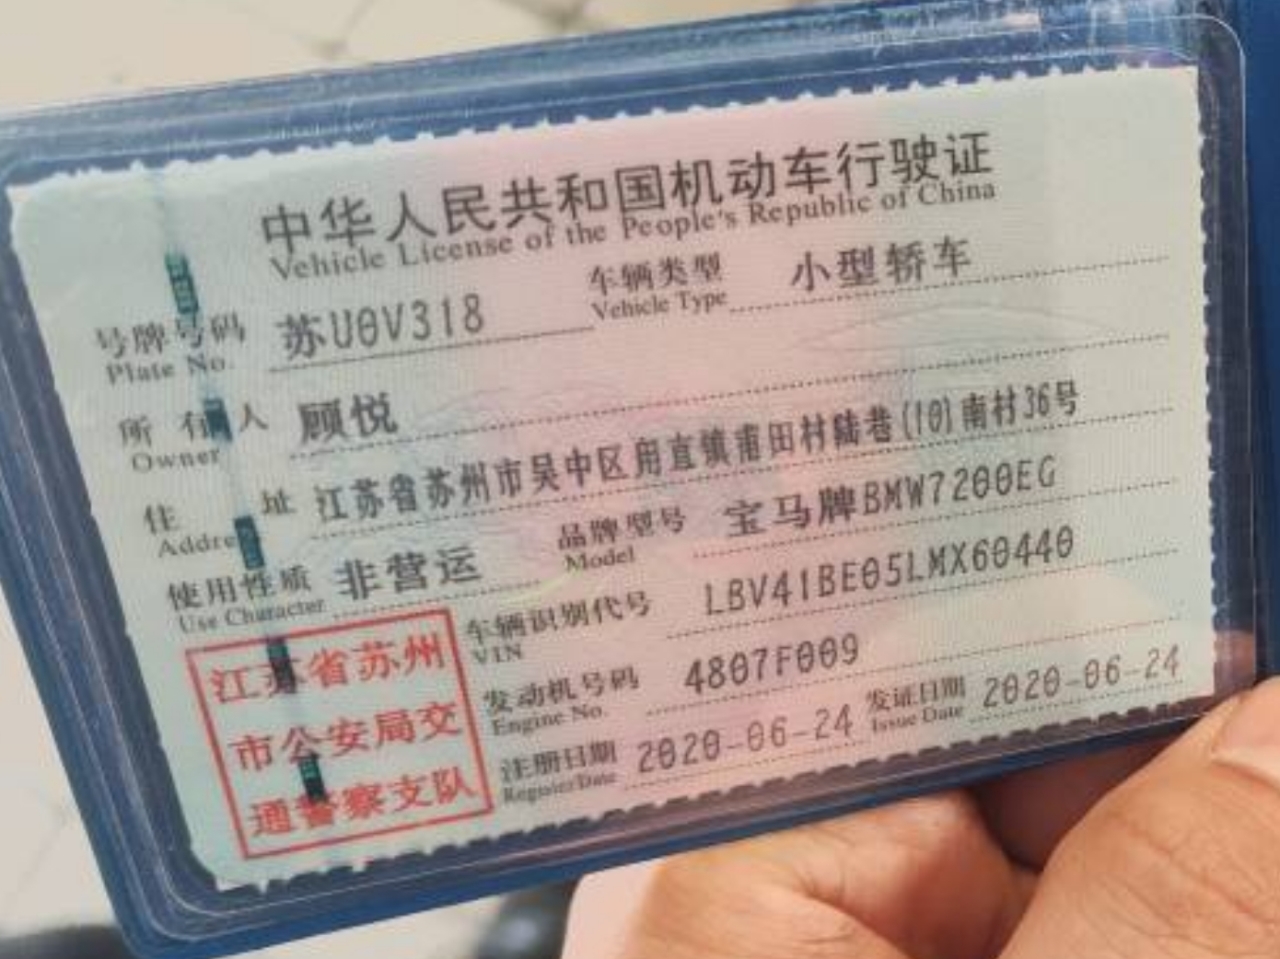 中华人民共和国机动车行驶证
Vehicle License of the People's Republic of China
号牌号码 苏U0V318 车辆类型 小型轿车
Plate No. Vehicle Type
所有人 顾悦
Owner
住址 江苏省苏州市吴中区甪直镇甫田村陆巷(10)南村36号
Addre
使用性质 非营运 品牌型号 宝马牌BMW7200EG
Use Character Model
车辆识别代号 LBV41BE05LMX60440
VIN
发动机号码 4807F009
Engine No.
注册日期 2020-06-24 发证日期 2020-06-24
Register Date Issue Date
江苏省苏州
市公安局交
通警察支队